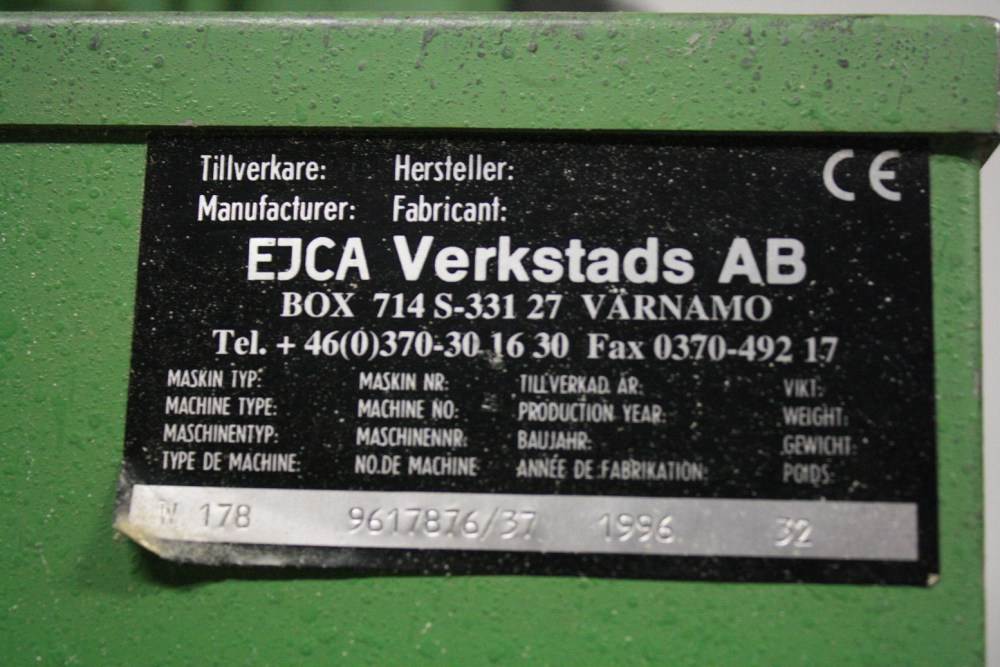 Tillverkare: Hersteller: CE
Manufacturer: Fabricant:
EJCA Verkstads AB
BOX 714 S-331 27 VÄRNAMO
Tel. + 46(0)370-30 16 30 Fax 0370-492 17
MASKIN TYP: MASKIN NR: TILLVERKAD. ÅR: VIKT:
MACHINE TYPE: MACHINE NO: PRODUCTION YEAR: WEIGHT:
MASCHINENTYP: MASCHINENNR: BAUJAHR: GEWICHT:
TYPE DE MACHINE: NO.DE MACHINE ANNÉE DE FABRIKATION: POIDS:
178 9617876/37 1996 32